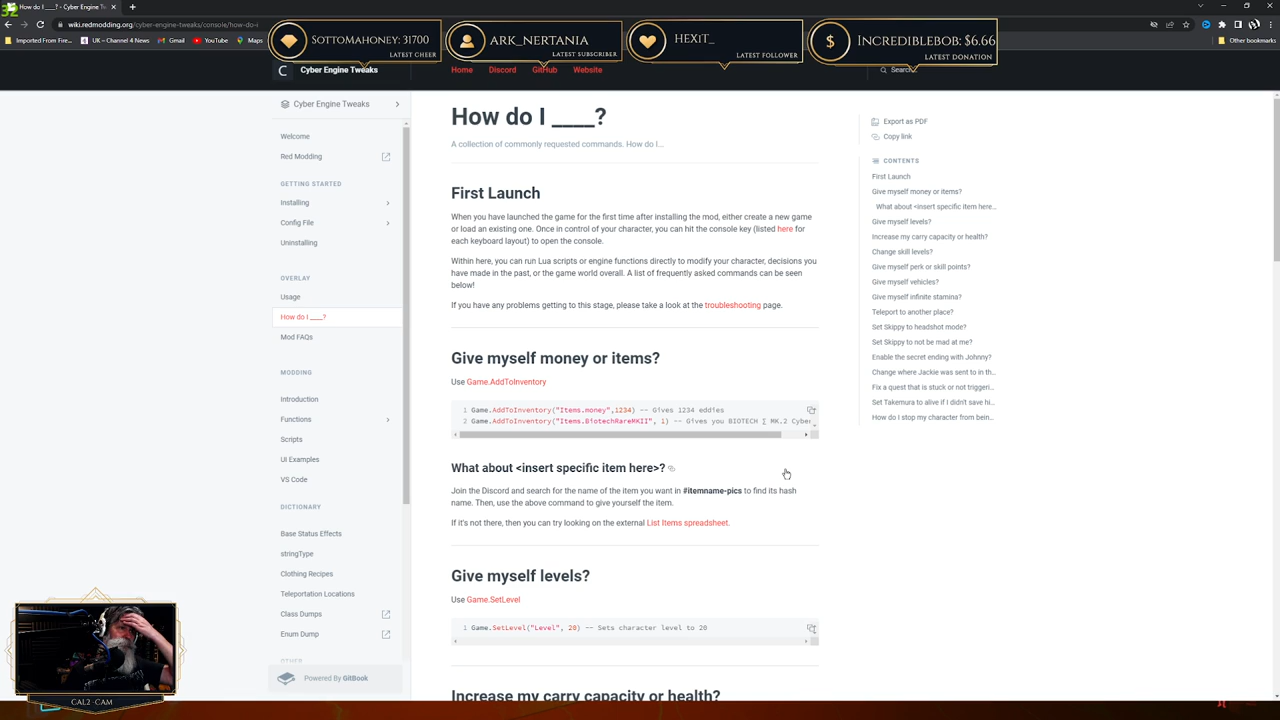 How do I ____? - Cyber Engine T
wiki.redmodding.org/cyber-engine-tweaks/console/how-do-i
Imported From Fire...
UK – Channel 4 News
Gmail
YouTube
Maps
Other bookmarks
SOTTOMAHONEY: 31700
LATEST CHEER
ARK_NERTANIA
LATEST SUBSCRIBER
HEXIT_
LATEST FOLLOWER
INCREDIBLEBOB: $6.66
LATEST DONATION
C
Cyber Engine Tweaks
Home
Discord
GitHub
Website
Search...
Cyber Engine Tweaks
Welcome
Red Modding
GETTING STARTED
Installing
Config File
Uninstalling
OVERLAY
Usage
How do I ____?
Mod FAQs
MODDING
Introduction
Functions
Scripts
UI Examples
VS Code
DICTIONARY
Base Status Effects
stringType
Clothing Recipes
Teleportation Locations
Class Dumps
Enum Dump
OTHER
Powered By GitBook
CAL2-CAM
How do I ____?
A collection of commonly requested commands. How do I...
First Launch
When you have launched the game for the first time after installing the mod, either create a new game
or load an existing one. Once in control of your character, you can hit the console key (listed here for
each keyboard layout) to open the console.
Within here, you can run Lua scripts or engine functions directly to modify your character, decisions you
have made in the past, or the game world overall. A list of frequently asked commands can be seen
below!
If you have any problems getting to this stage, please take a look at the troubleshooting page.
Give myself money or items?
Use Game.AddToInventory
1 Game.AddToInventory("Items.money",1234) -- Gives 1234 eddies
2 Game.AddToInventory("Items.BiotechRareMKII", 1) -- Gives you BIOTECH ∑ MK.2 Cyber
What about <insert specific item here>?
Join the Discord and search for the name of the item you want in #itemname-pics to find its hash
name. Then, use the above command to give yourself the item.
If it's not there, then you can try looking on the external List Items spreadsheet.
Give myself levels?
Use Game.SetLevel
1 Game.SetLevel("Level", 20) -- Sets character level to 20
Increase my carry capacity or health?
Export as PDF
Copy link
CONTENTS
First Launch
Give myself money or items?
What about <insert specific item here...
Give myself levels?
Increase my carry capacity or health?
Change skill levels?
Give myself perk or skill points?
Give myself vehicles?
Give myself infinite stamina?
Teleport to another place?
Set Skippy to headshot mode?
Set Skippy to not be mad at me?
Enable the secret ending with Johnny?
Change where Jackie was sent to in th...
Fix a quest that is stuck or not triggeri...
Set Takemura to alive if I didn't save hi...
How do I stop my character from bein...